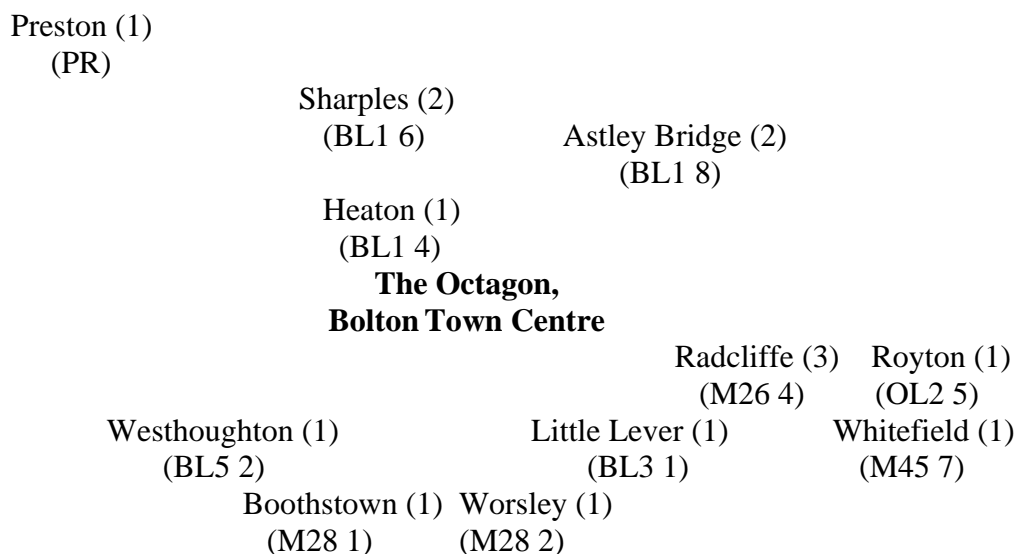 Preston (1)
(PR)
Sharples (2)
(BL1 6) Astley Bridge (2)
(BL1 8)
Heaton (1)
(BL1 4)
The Octagon,
Bolton Town Centre
Radcliffe (3) Royton (1)
(M26 4) (OL2 5)
Westhoughton (1) Little Lever (1) Whitefield (1)
(BL5 2) (BL3 1) (M45 7)
Boothstown (1) Worsley (1)
(M28 1) (M28 2)